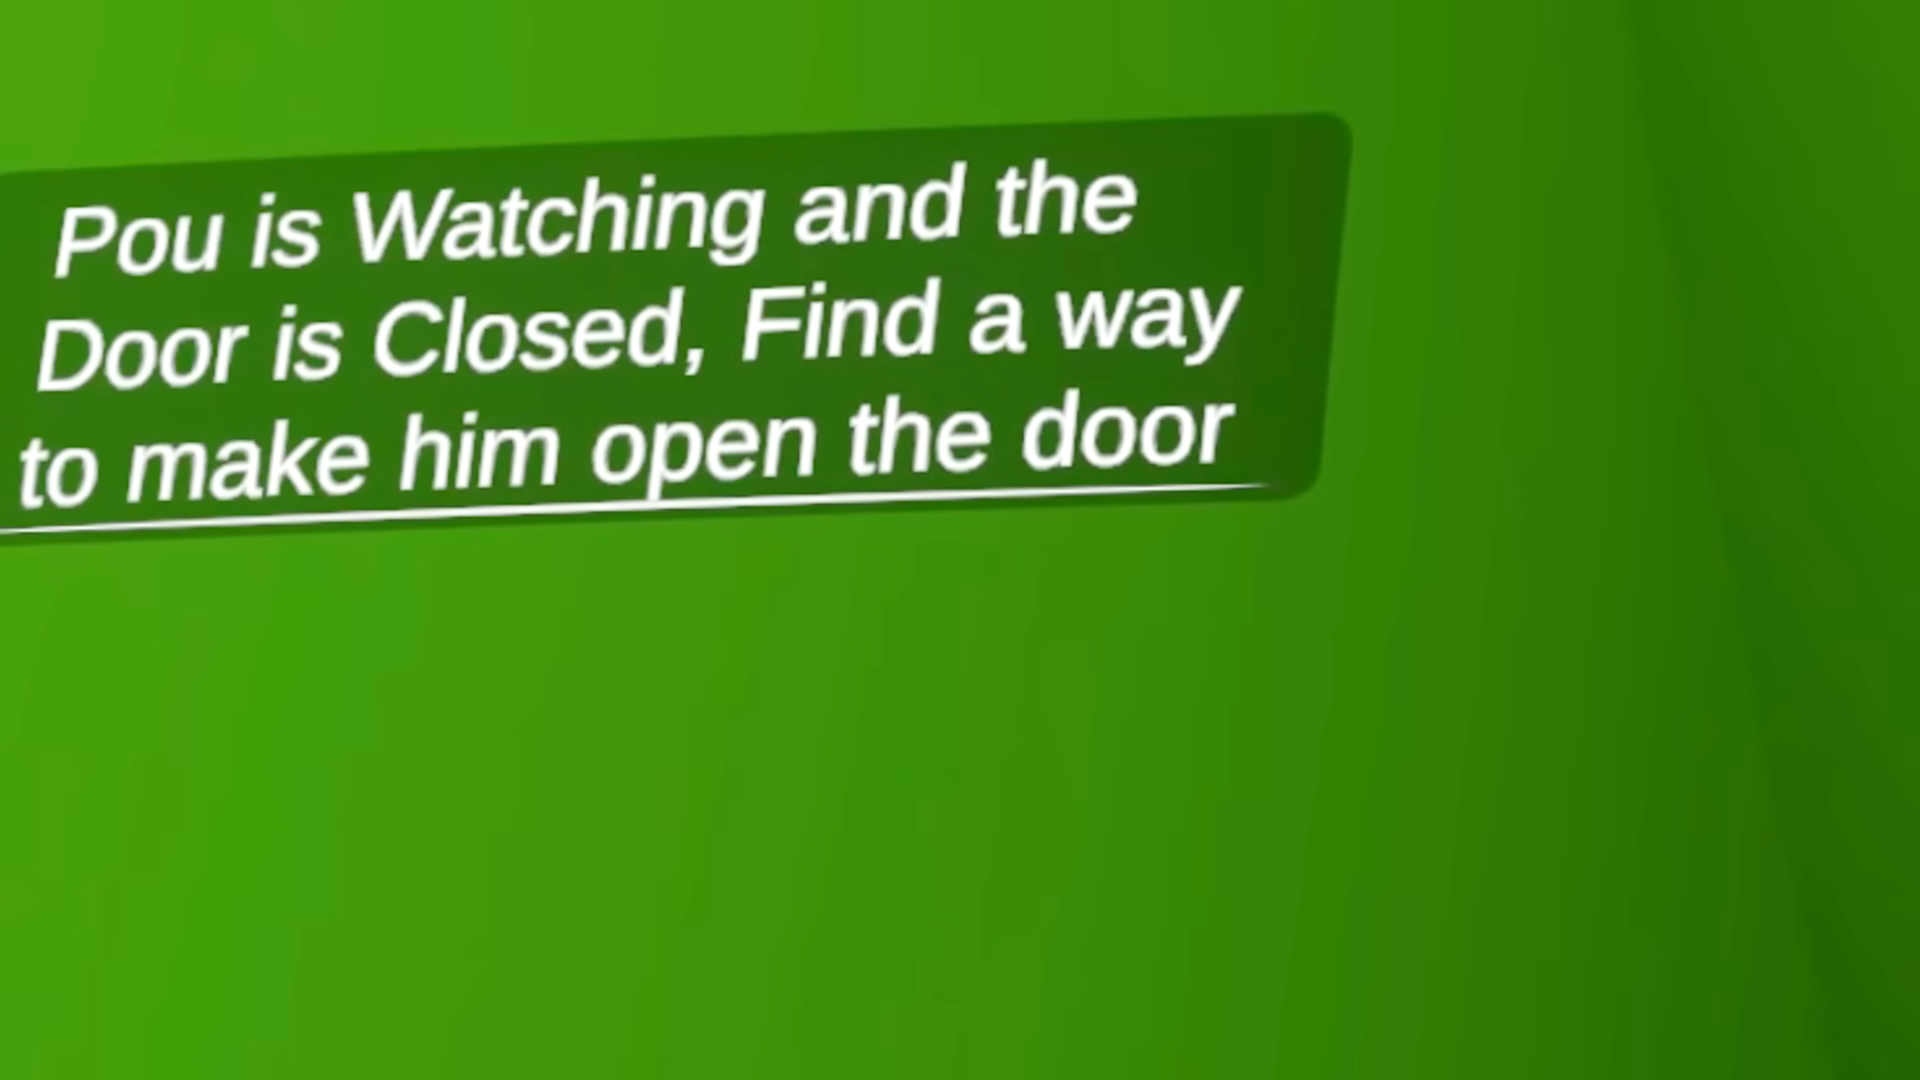 Pou is Watching and the
Door is Closed, Find a way
to make him open the door